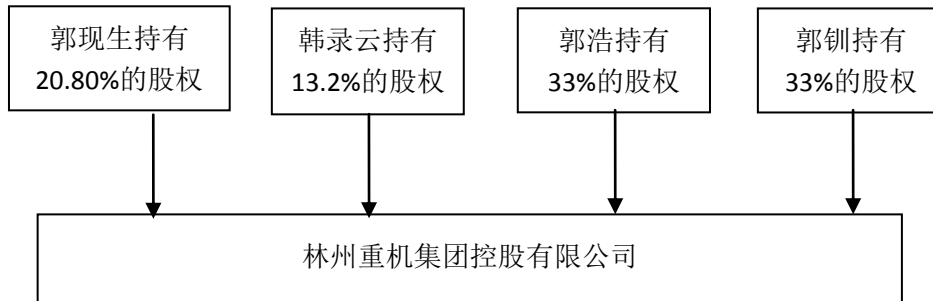 郭现生持有
20.80%的股权
韩录云持有
13.2%的股权
郭浩持有
33%的股权
郭钏持有
33%的股权
林州重机集团控股有限公司